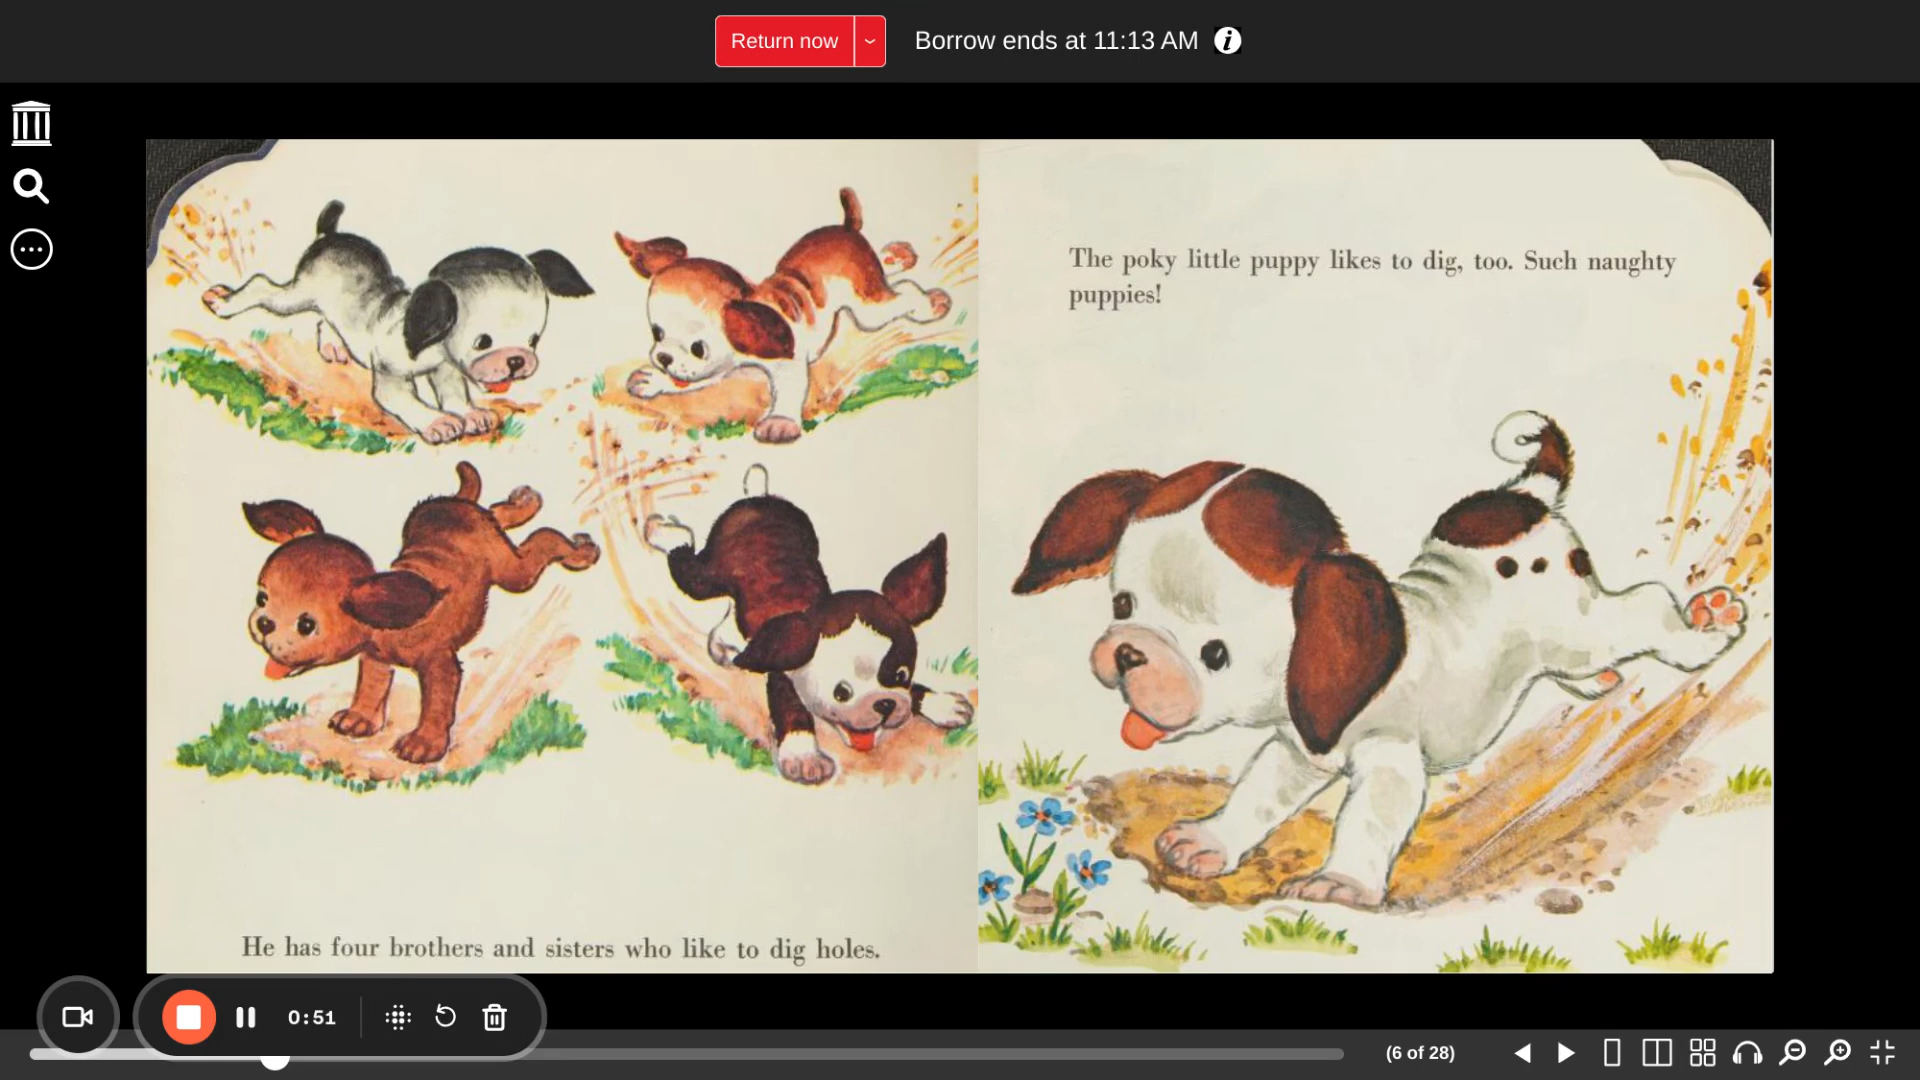 Return now
Borrow ends at 11:13 AM
The poky little puppy likes to dig, too. Such naughty
puppies!
He has four brothers and sisters who like to dig holes.
0:51
(6 of 28)